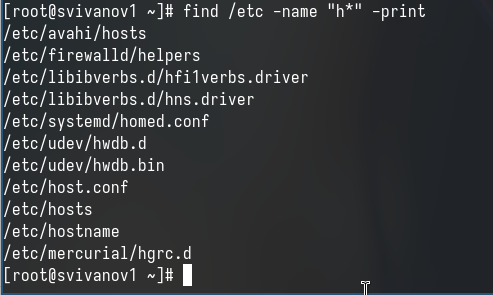 [root@svivanov1 ~]# find /etc -name "h*" -print
/etc/avahi/hosts
/etc/firewalld/helpers
/etc/libibverbs.d/hfi1verbs.driver
/etc/libibverbs.d/hns.driver
/etc/systemd/homed.conf
/etc/udev/hwdb.d
/etc/udev/hwdb.bin
/etc/host.conf
/etc/hosts
/etc/hostname
/etc/mercurial/hgrc.d
[root@svivanov1 ~]#